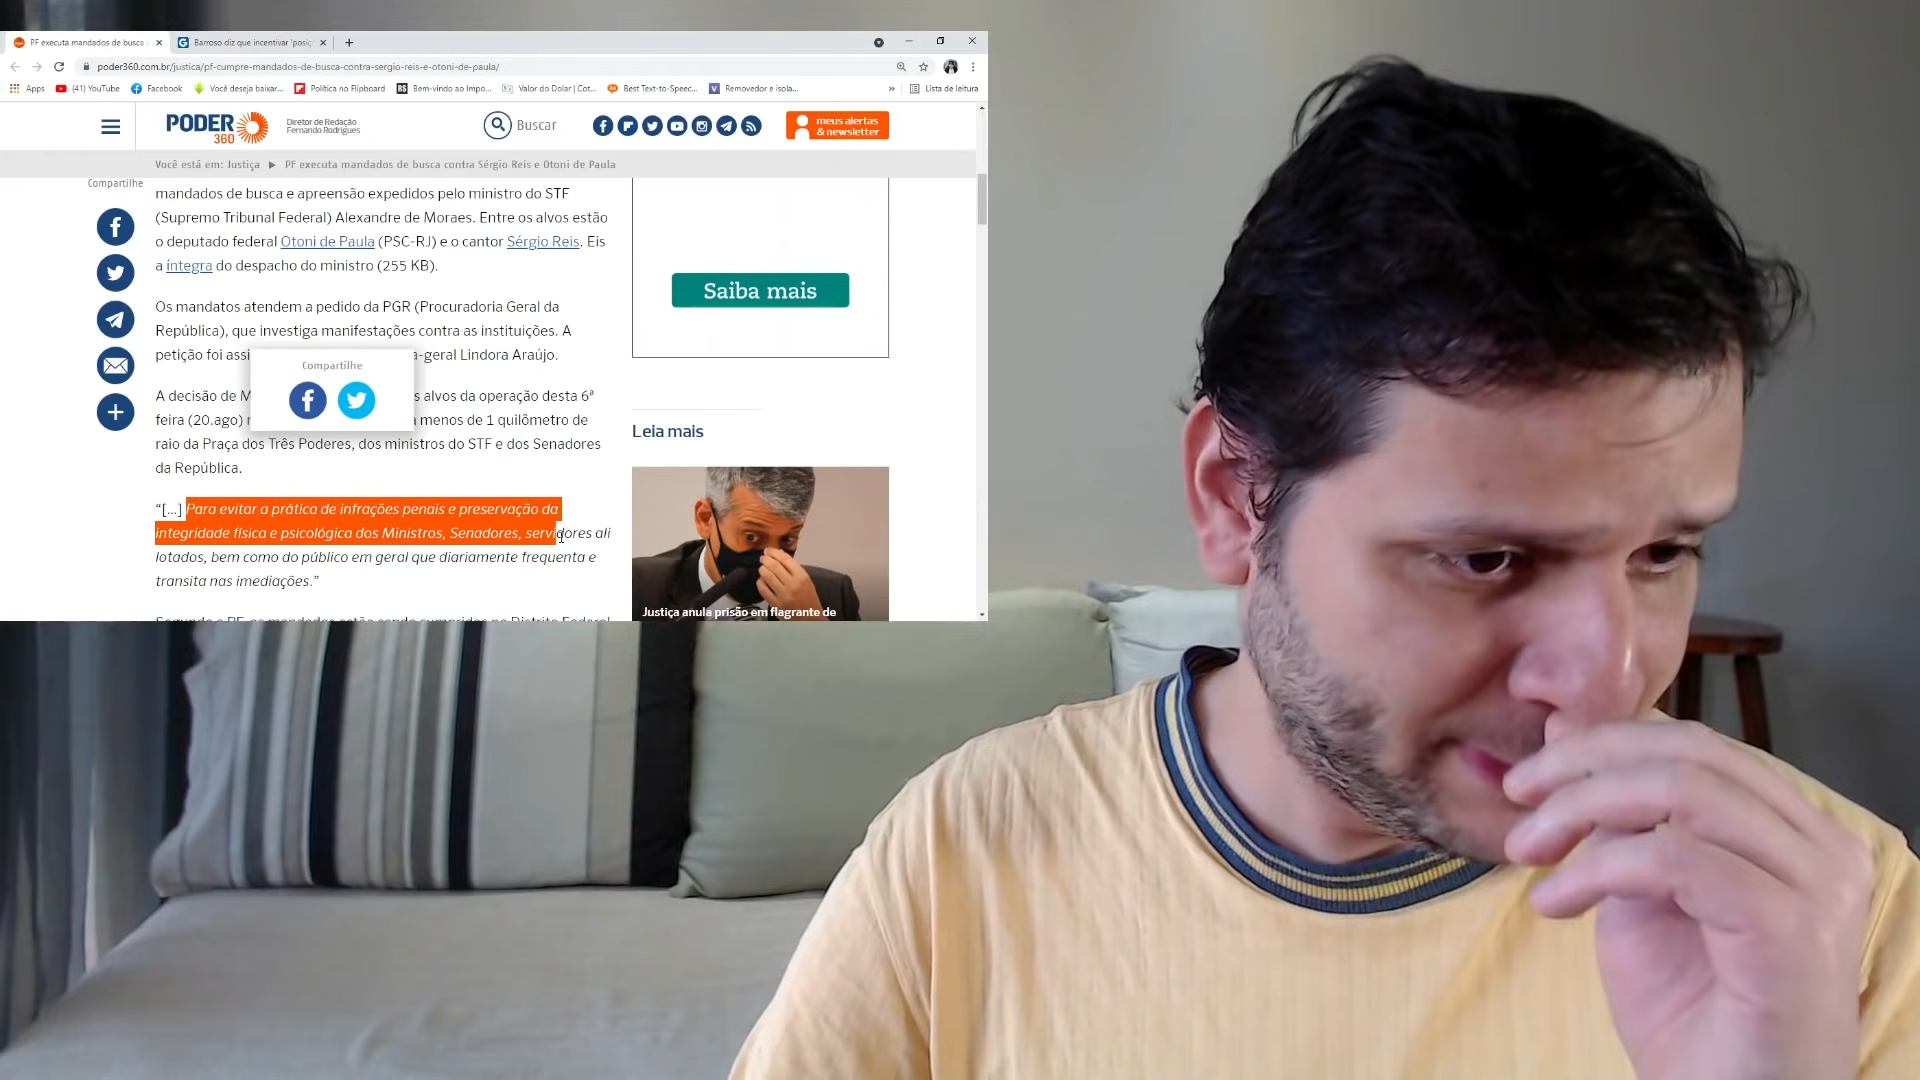 PF executa mandados de busca
Barroso diz que incentivar 'posiç
poder360.com.br/justica/pf-cumpre-mandados-de-busca-contra-sergio-reis-e-otoni-de-paula/
Apps
(41) YouTube
Facebook
Você deseja baixar...
Política no Flipboard
Bem-vindo ao Impo...
Valor do Dolar | Cot...
Best Text-to-Speec...
Removedor e isola...
»
Lista de leitura
PODER
360
Diretor de Redação
Fernando Rodrigues
Buscar
meus alertas
& newsletter
Você está em: Justiça ▶ PF executa mandados de busca contra Sérgio Reis e Otoni de Paula
Compartilhe
mandados de busca e apreensão expedidos pelo ministro do STF
(Supremo Tribunal Federal) Alexandre de Moraes. Entre os alvos estão
o deputado federal Otoni de Paula (PSC-RJ) e o cantor Sérgio Reis. Eis
a íntegra do despacho do ministro (255 KB).
Os mandatos atendem a pedido da PGR (Procuradoria Geral da
República), que investiga manifestações contra as instituições. A
petição foi assi
-geral Lindora Araújo.
Compartilhe
A decisão de M
s alvos da operação desta 6ª
feira (20.ago)
a menos de 1 quilômetro de
raio da Praça dos Três Poderes, dos ministros do STF e dos Senadores
da República.
“[...] Para evitar a prática de infrações penais e preservação da
integridade física e psicológica dos Ministros, Senadores, servidores ali
lotados, bem como do público em geral que diariamente frequenta e
transita nas imediações.”
Saiba mais
Leia mais
Justiça anula prisão em flagrante de